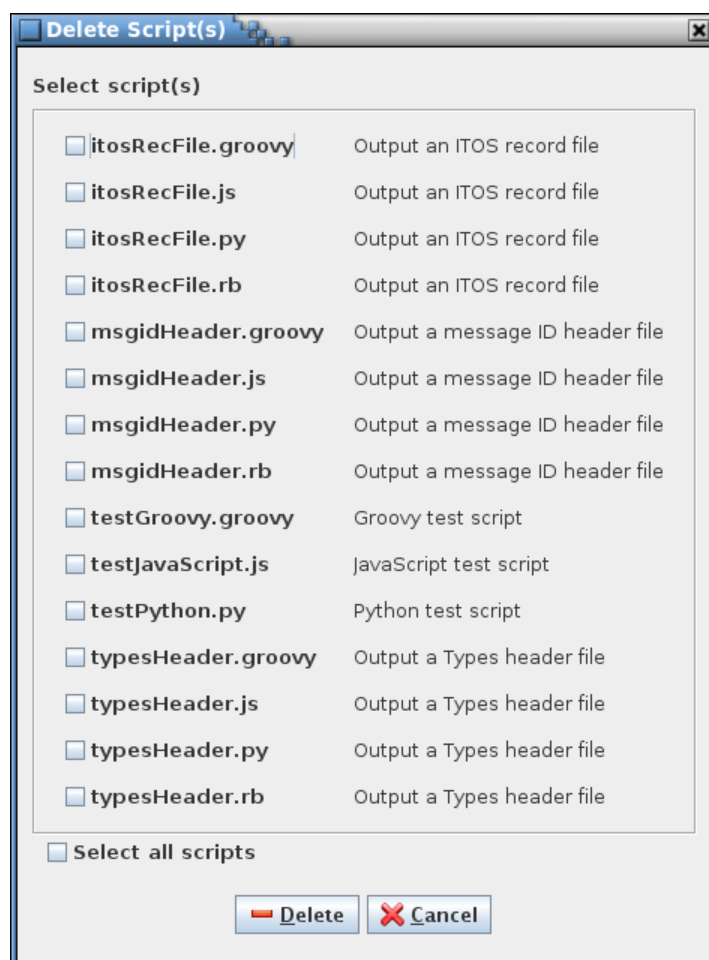 Delete Script(s)
Select script(s)
itosRecFile.groovy Output an ITOS record file
itosRecFile.js Output an ITOS record file
itosRecFile.py Output an ITOS record file
itosRecFile.rb Output an ITOS record file
msgidHeader.groovy Output a message ID header file
msgidHeader.js Output a message ID header file
msgidHeader.py Output a message ID header file
msgidHeader.rb Output a message ID header file
testGroovy.groovy Groovy test script
testJavaScript.js JavaScript test script
testPython.py Python test script
typesHeader.groovy Output a Types header file
typesHeader.js Output a Types header file
typesHeader.py Output a Types header file
typesHeader.rb Output a Types header file
Select all scripts
Delete Cancel